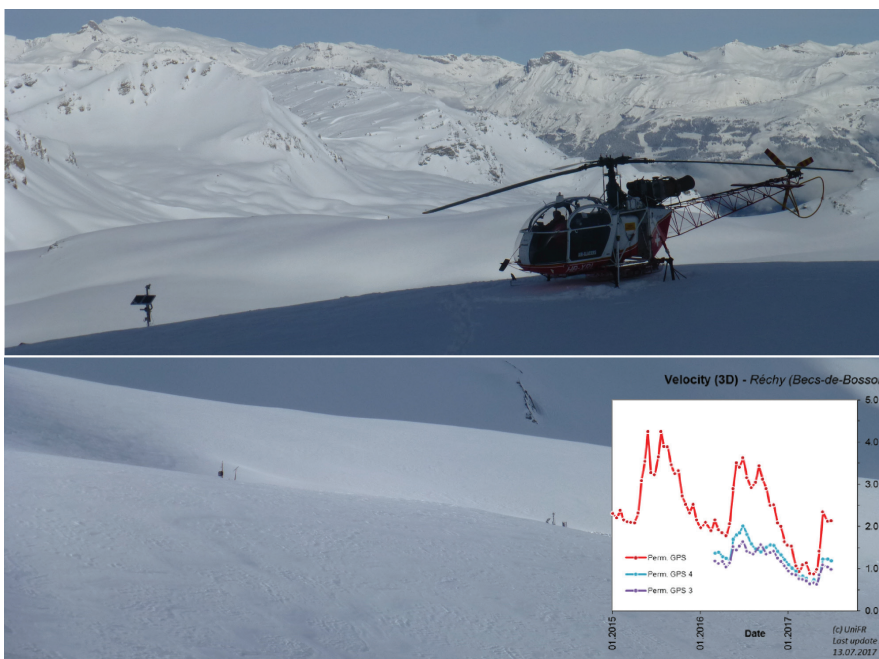 Velocity (3D) - Réchy (Becs-de-Bosso
5.0
4.0
3.0
2.0
1.0
0.0
Perm. GPS
Perm. GPS 4
Perm. GPS 3
01.2015
01.2016
01.2017
Date
(c) UniFR
Last update
13.07.2017